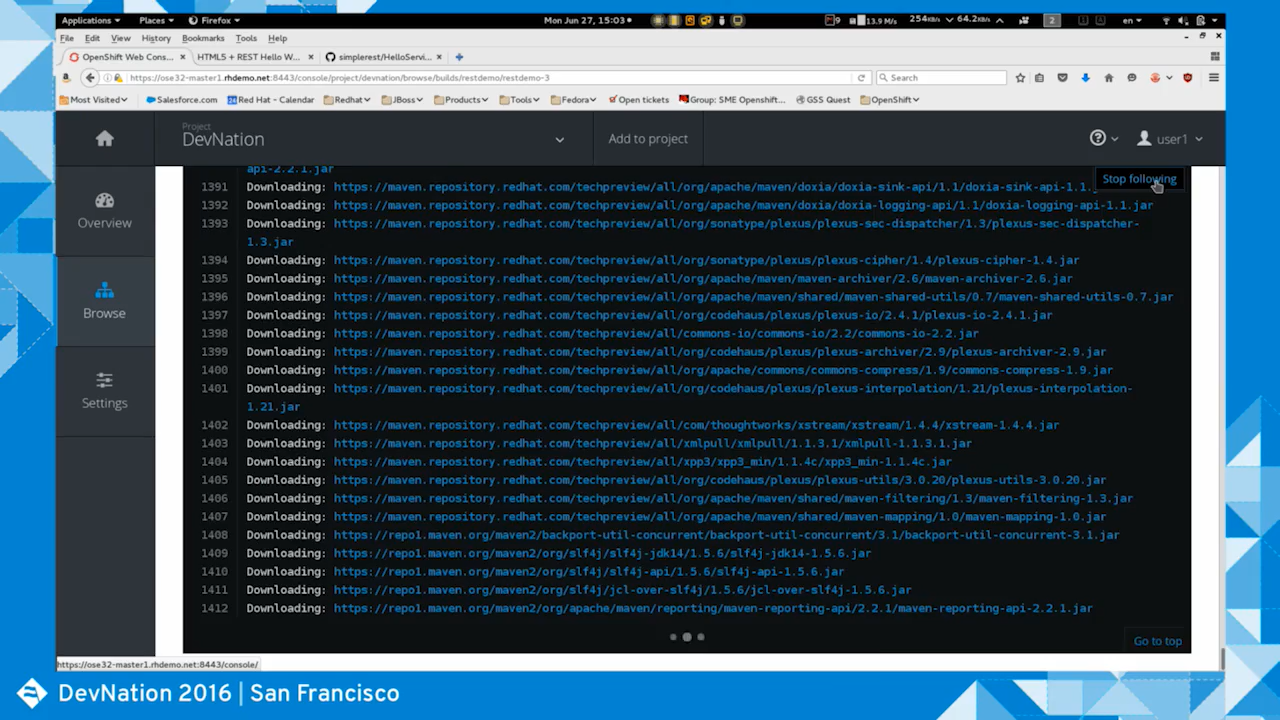 Applications Places Firefox Mon Jun 27, 15:03 9 13.9 M/s 254kB 64.2kB 2 en
File Edit View History Bookmarks Tools Help
OpenShift Web Cons... × HTML5 + REST Hello W... × simplerest/HelloServi... ×
https://ose32-master1.rhdemo.net:8443/console/project/devnation/browse/builds/restdemo/restdemo-3 Search
Most Visited Salesforce.com Red Hat - Calendar Redhat JBoss Products Tools Fedora Open tickets Group: SME Openshift... GSS Quest OpenShift
Project
DevNation Add to project user1
api-2.2.1.jar
Stop following
1391 Downloading: https://maven.repository.redhat.com/techpreview/all/org/apache/maven/doxia/doxia-sink-api/1.1/doxia-sink-api-1.1.
1392 Downloading: https://maven.repository.redhat.com/techpreview/all/org/apache/maven/doxia/doxia-logging-api/1.1/doxia-logging-api-1.1.jar
1393 Downloading: https://maven.repository.redhat.com/techpreview/all/org/sonatype/plexus/plexus-sec-dispatcher/1.3/plexus-sec-dispatcher-
1.3.jar
1394 Downloading: https://maven.repository.redhat.com/techpreview/all/org/sonatype/plexus/plexus-cipher/1.4/plexus-cipher-1.4.jar
1395 Downloading: https://maven.repository.redhat.com/techpreview/all/org/apache/maven/maven-archiver/2.6/maven-archiver-2.6.jar
1396 Downloading: https://maven.repository.redhat.com/techpreview/all/org/apache/maven/shared/maven-shared-utils/0.7/maven-shared-utils-0.7.jar
1397 Downloading: https://maven.repository.redhat.com/techpreview/all/org/codehaus/plexus/plexus-io/2.4.1/plexus-io-2.4.1.jar
1398 Downloading: https://maven.repository.redhat.com/techpreview/all/commons-io/commons-io/2.2/commons-io-2.2.jar
1399 Downloading: https://maven.repository.redhat.com/techpreview/all/org/codehaus/plexus/plexus-archiver/2.9/plexus-archiver-2.9.jar
1400 Downloading: https://maven.repository.redhat.com/techpreview/all/org/apache/commons/commons-compress/1.9/commons-compress-1.9.jar
1401 Downloading: https://maven.repository.redhat.com/techpreview/all/org/codehaus/plexus/plexus-interpolation/1.21/plexus-interpolation-
1.21.jar
1402 Downloading: https://maven.repository.redhat.com/techpreview/all/com/thoughtworks/xstream/xstream/1.4.4/xstream-1.4.4.jar
1403 Downloading: https://maven.repository.redhat.com/techpreview/all/xmlpull/xmlpull/1.1.3.1/xmlpull-1.1.3.1.jar
1404 Downloading: https://maven.repository.redhat.com/techpreview/all/xpp3/xpp3_min/1.1.4c/xpp3_min-1.1.4c.jar
1405 Downloading: https://maven.repository.redhat.com/techpreview/all/org/codehaus/plexus/plexus-utils/3.0.20/plexus-utils-3.0.20.jar
1406 Downloading: https://maven.repository.redhat.com/techpreview/all/org/apache/maven/shared/maven-filtering/1.3/maven-filtering-1.3.jar
1407 Downloading: https://maven.repository.redhat.com/techpreview/all/org/apache/maven/shared/maven-mapping/1.0/maven-mapping-1.0.jar
1408 Downloading: https://repo1.maven.org/maven2/backport-util-concurrent/backport-util-concurrent/3.1/backport-util-concurrent-3.1.jar
1409 Downloading: https://repo1.maven.org/maven2/org/slf4j/slf4j-jdk14/1.5.6/slf4j-jdk14-1.5.6.jar
1410 Downloading: https://repo1.maven.org/maven2/org/slf4j/slf4j-api/1.5.6/slf4j-api-1.5.6.jar
1411 Downloading: https://repo1.maven.org/maven2/org/slf4j/jcl-over-slf4j/1.5.6/jcl-over-slf4j-1.5.6.jar
1412 Downloading: https://repo1.maven.org/maven2/org/apache/maven/reporting/maven-reporting-api/2.2.1/maven-reporting-api-2.2.1.jar
Go to top
Overview
Browse
Settings
https://ose32-master1.rhdemo.net:8443/console/
DevNation 2016 | San Francisco